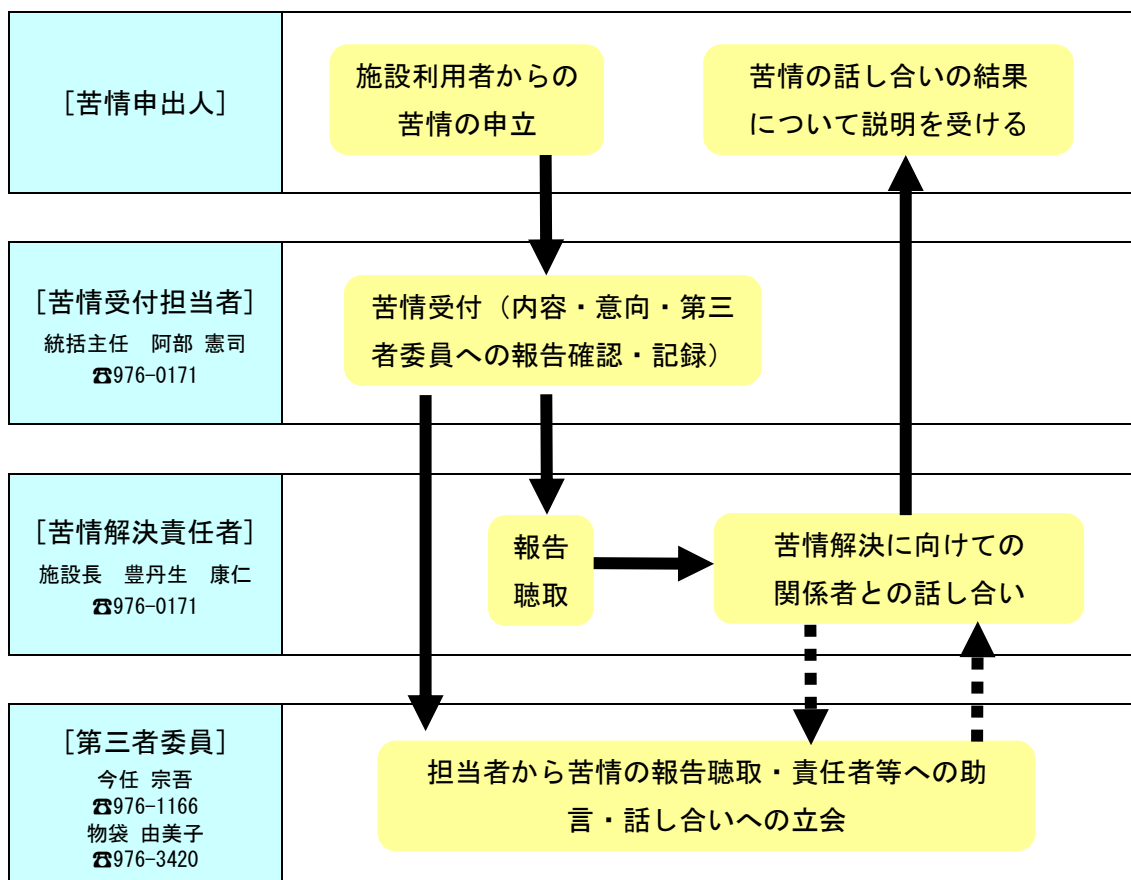 [苦情申出人]
施設利用者からの
苦情の申立
苦情の話し合いの結果
について説明を受ける
[苦情受付担当者]
統括主任 阿部 憲司
☎976-0171
苦情受付(内容・意向・第三
者委員への報告確認・記録)
[苦情解決責任者]
施設長 豊丹生 康仁
☎976-0171
報告
聴取
苦情解決に向けての
関係者との話し合い
[第三者委員]
今任 宗吾
☎976-1166
物袋 由美子
☎976-3420
担当者から苦情の報告聴取・責任者等への助
言・話し合いへの立会